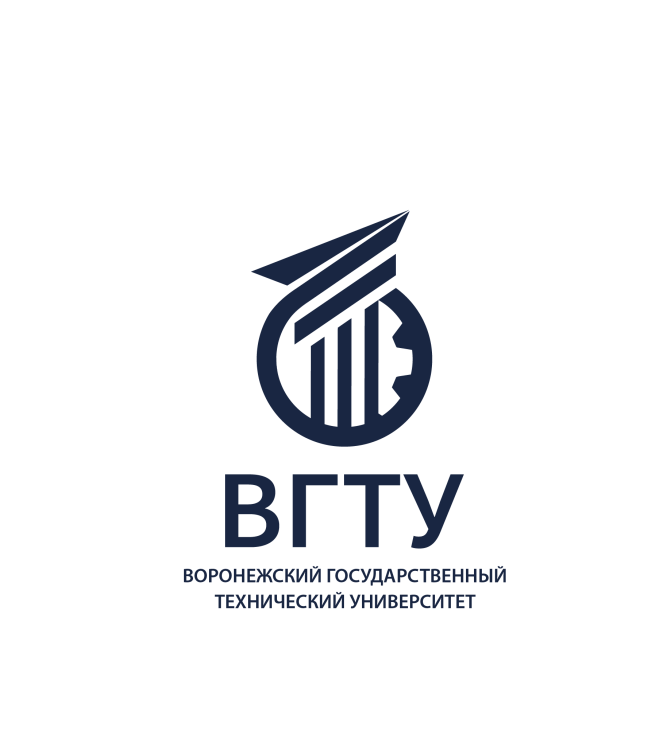 ВГТУ
ВОРОНЕЖСКИЙ ГОСУДАРСТВЕННЫЙ
ТЕХНИЧЕСКИЙ УНИВЕРСИТЕТ